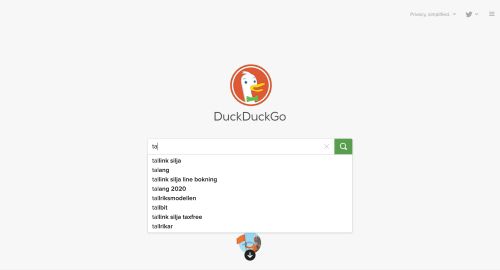 Privacy, simplified.
DuckDuckGo
ta
tallink silja
talang
tallink silja line bokning
talang 2020
tallriksmodellen
tallbit
tallink silja taxfree
tallrikar